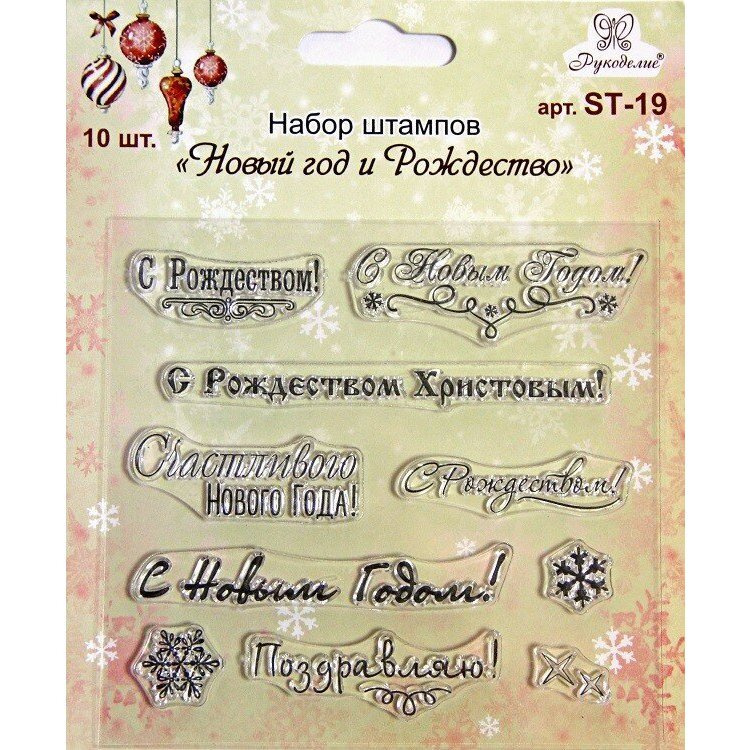 Рукоделие®
арт. ST-19
10 шт.
Набор штампов
«Новый год и Рождество»
С Рождеством!
С Новым Годом!
С Рождеством Христовым!
Счастливого
Нового Года!
С Рождеством!
С Новым Годом!
Поздравляю!